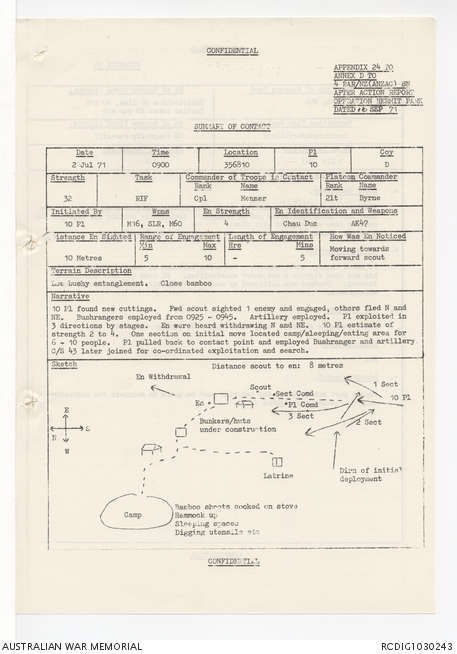 CONFIDENTIAL
APPENDIX 24 TO
ANNEX D TO
4 RAR/NZ(ANZAC) BN
AFTER ACTION REPORT
OPERATION HERMIT PARK
DATED SEP 71
SUMMARY OF CONTACT
Date Time Location Pl Coy
2 Jul 71 0900 356810 10 D
Strength Task Commander of Troops in Contact Platoon Commander
Rank Name Rank Name
32 RIF Cpl 2lt Byrne
Initiated By Wpns En Strength En Identification and Weapons
10 Pl M16, SLR, M60 4 Chau Duc AK47
Distance En Sighted Range of Engagement Length of Engagement How Was En Noticed
Min Max Hrs Mins
10 Metres 5 10 - 5 Moving towards
forward scout
Terrain Description
Low bushy entanglement. Close bamboo
Narrative
10 Pl found new cuttings. Fwd scout sighted 1 enemy and engaged, others fled N and
NE. Bushrangers employed from 0925 - 0945. Artillery employed. Pl exploited in
3 directions by stages. En were heard withdrawing N and NE. 10 Pl estimate of
strength 2 to 4. One section on initial move located camp/sleeping/eating area for
6 - 10 people. Pl pulled back to contact point and employed Bushranger and artillery
C/S 43 later joined for co-ordinated exploitation and search.
Sketch Distance scout to en: 8 metres
En Withdrawal
Scout
1 Sect
Sect Comd
En
Pl Comd
10 Pl
3 Sect
2 Sect
Bunkers/huts
under construction
E
N S
W
Latrine
Dirn of initial
deployment
Camp
Bamboo shoots cooked on stove
Hammock up
Sleeping spaces
Digging utensils etc
CONFIDENTIAL
AUSTRALIAN WAR MEMORIAL RCDIG1030243